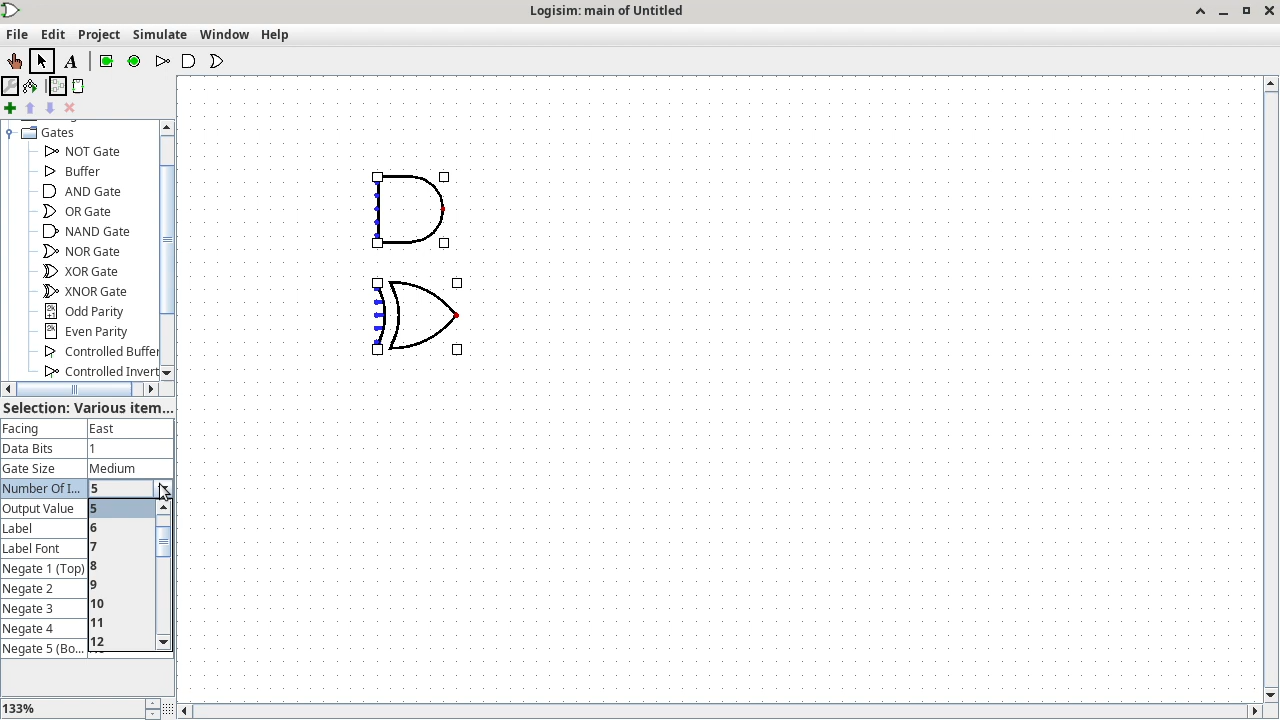 Logisim: main of Untitled
File Edit Project Simulate Window Help
A
Gates
NOT Gate
Buffer
AND Gate
OR Gate
NAND Gate
NOR Gate
XOR Gate
XNOR Gate
Odd Parity
Even Parity
Controlled Buffer
Controlled Invert
Selection: Various item...
Facing East
Data Bits 1
Gate Size Medium
Number Of I... 5
Output Value 5
Label 6
Label Font 7
Negate 1 (Top) 8
Negate 2 9
Negate 3 10
Negate 4 11
Negate 5 (Bo... 12
133%